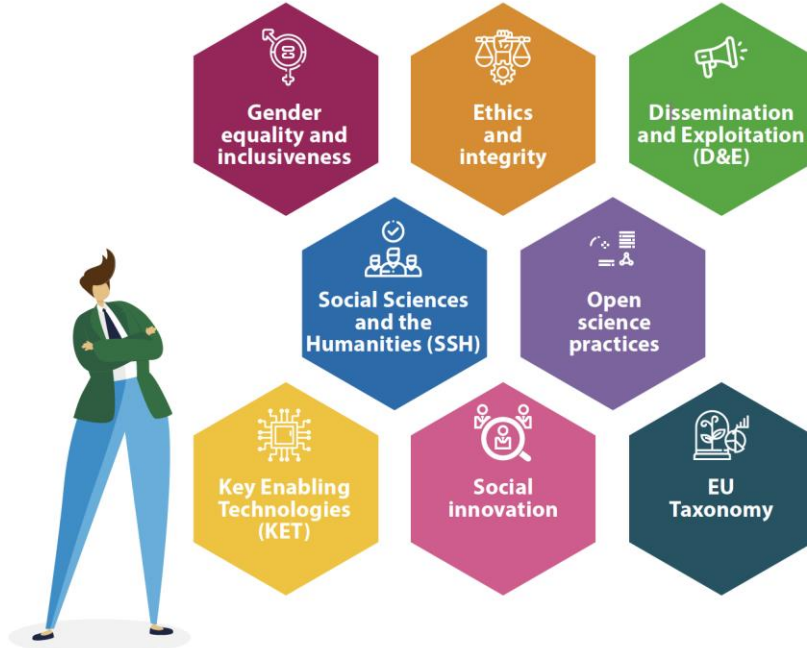 Gender
equality and
inclusiveness
Ethics
and
integrity
Dissemination
and Exploitation
(D&E)
Social Sciences
and the
Humanities (SSH)
Open
science
practices
Key Enabling
Technologies
(KET)
Social
innovation
EU
Taxonomy